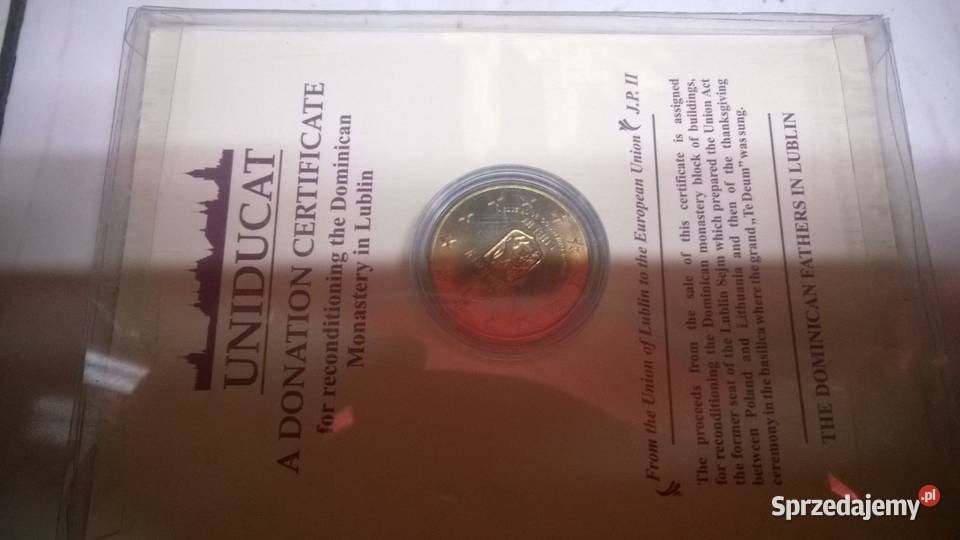 UNIDUCAT
A DONATION CERTIFICATE
for reconditioning the Dominican
Monastery in Lublin
From the Union of Lublin to the European Union J.P. II
The proceeds from the sale of this certificate is assigned
for reconditioning the Dominican monastery block of buildings,
the former seat of the Lublin Sejm which prepared the Union Act
between Poland and Lithuania and then of the thanksgiving
ceremony in the basilica where the grand „Te Deum” was sung.
THE DOMINICAN FATHERS IN LUBLIN
Sprzedajemy.pl